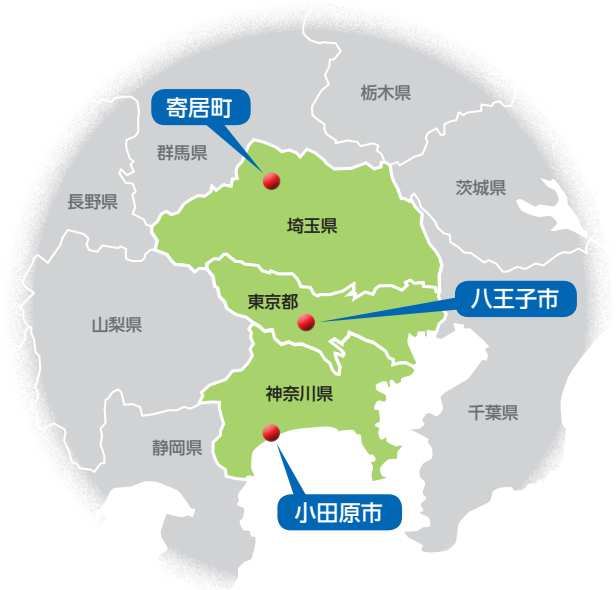 栃木県
寄居町
群馬県
茨城県
長野県
埼玉県
東京都
八王子市
山梨県
神奈川県
千葉県
静岡県
小田原市